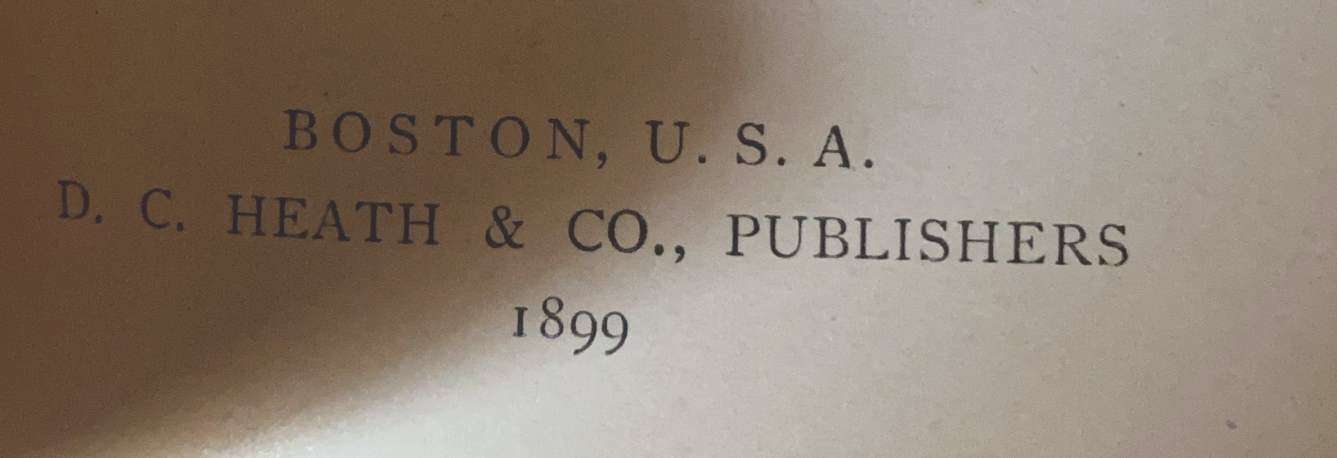 BOSTON, U. S. A.
D. C. HEATH & CO., PUBLISHERS
1899